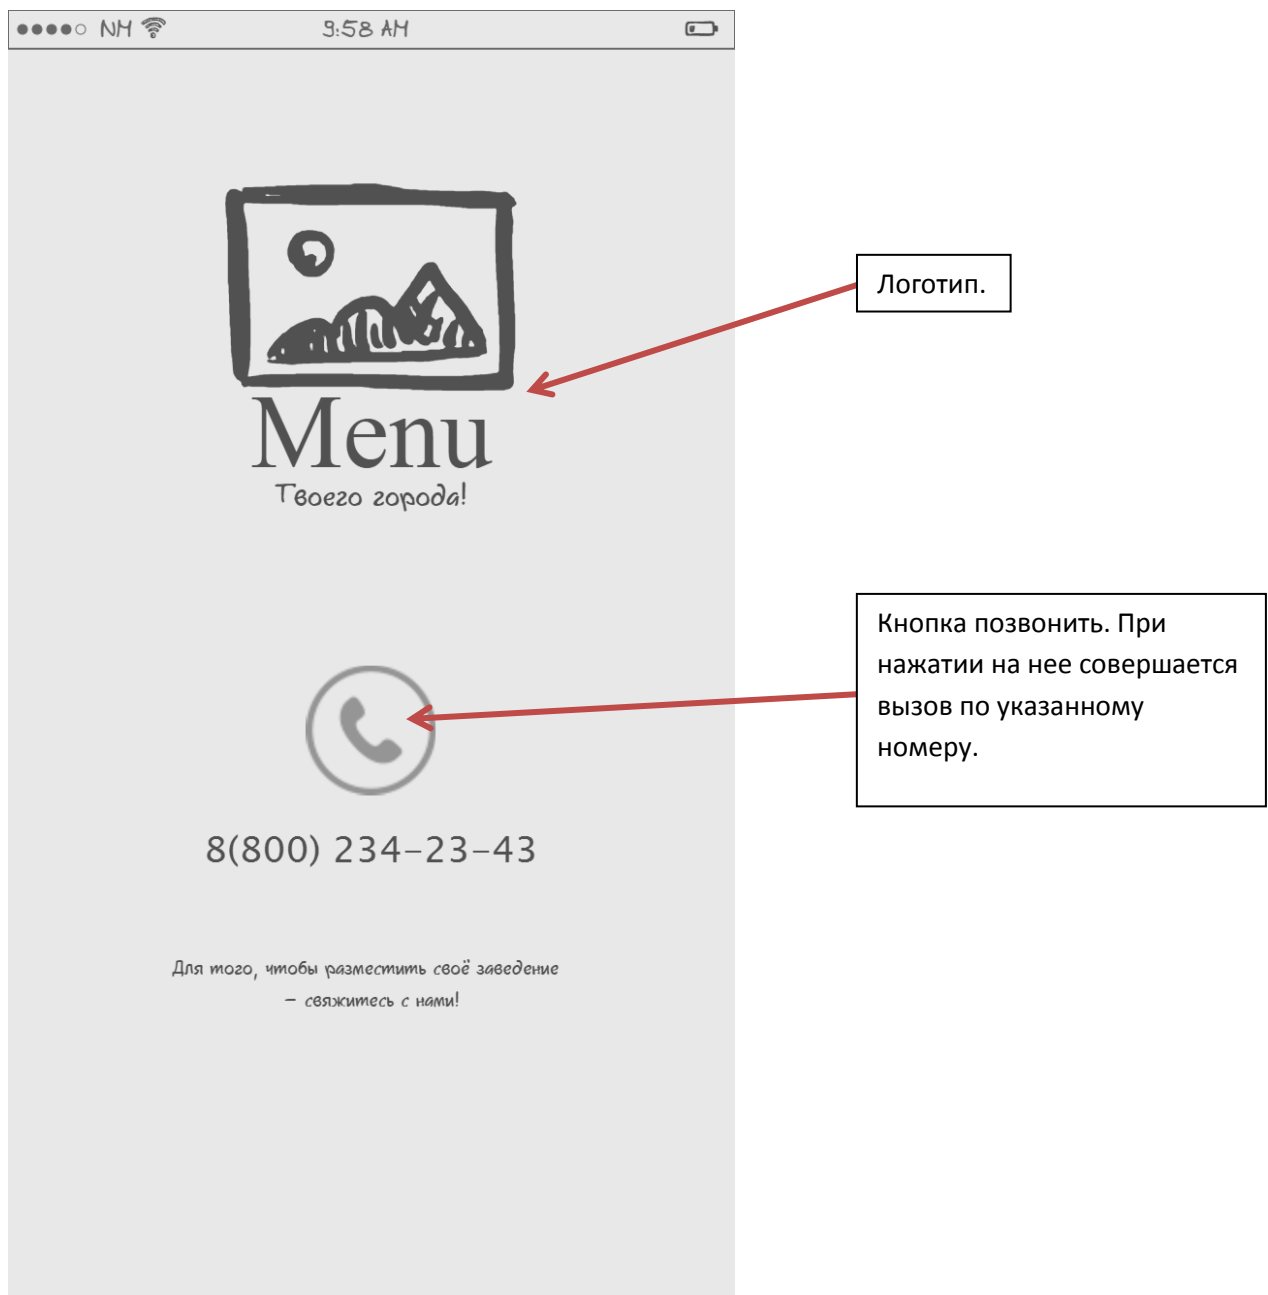 NM 9:58 AM
Логотип.
Menu
Твоего города!
Кнопка позвонить. При
нажатии на нее совершается
вызов по указанному
номеру.
8(800) 234-23-43
Для того, чтобы разместить своё заведение
– свяжитесь с нами!